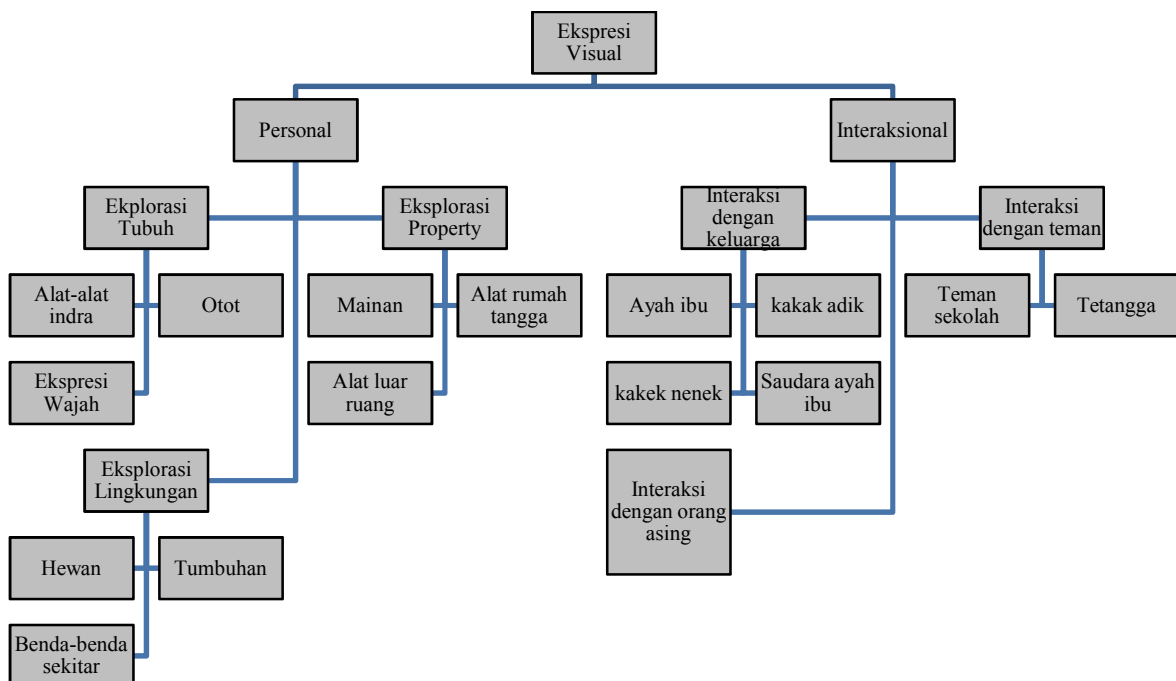 Ekspresi
Visual
Personal
Interaksional
Ekplorasi
Tubuh
Eksplorasi
Property
Interaksi
dengan
keluarga
Interaksi
dengan teman
Alat-alat
indra
Otot
Mainan
Alat rumah
tangga
Ayah ibu
kakak adik
Teman
sekolah
Tetangga
Ekspresi
Wajah
Alat luar
ruang
kakek nenek
Saudara ayah
ibu
Eksplorasi
Lingkungan
Interaksi
dengan orang
asing
Hewan
Tumbuhan
Benda-benda
sekitar